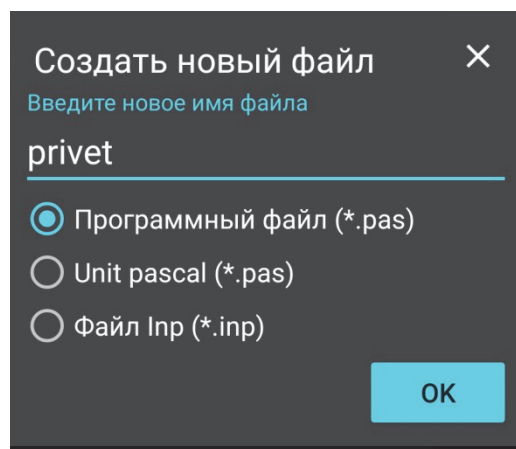 Создать новый файл
Введите новое имя файла
privet
Программный файл (*.pas)
Unit pascal (*.pas)
Файл Inp (*.inp)
OK